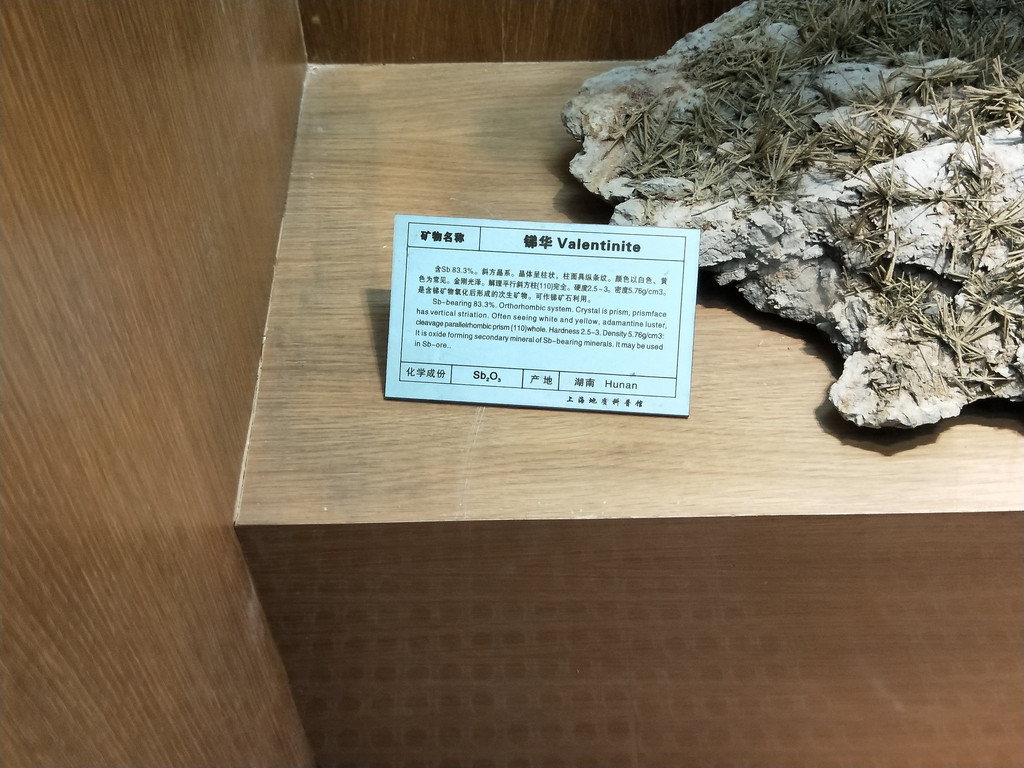 矿物名称 锑华 Valentinite
含Sb 83.3%。斜方晶系。晶体呈柱状，柱面具纵条纹。颜色以白色、黄
色为常见。金刚光泽。解理平行斜方柱{110}完全。硬度2.5-3。密度5.76g/cm3。
是含锑矿物氧化后形成的次生矿物。可作锑矿石利用。
Sb-bearing 83.3%. Orthorhombic system. Crystal is prism, prismface
has vertical striation. Often seeing white and yellow, adamantine luster,
cleavage parallelrhombic prism {110}whole. Hardness 2.5-3. Density 5.76g/cm3:
It is oxide forming secondary mineral of Sb-bearing minerals. It may be used
in Sb-ore..
化学成份 Sb₂O₃ 产地 湖南 Hunan
上海地质科普馆